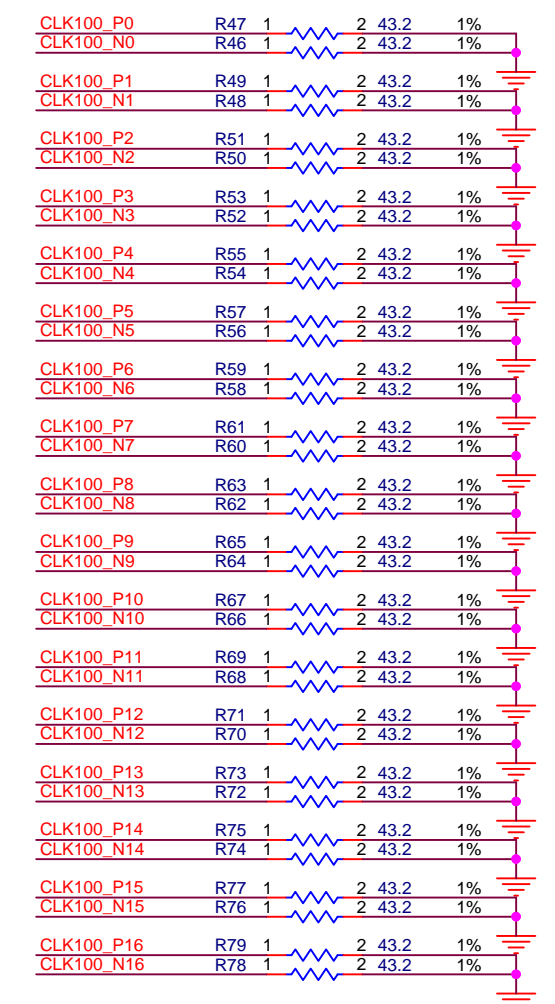 CLK100_P0 R47 1 2 43.2 1%
CLK100_N0 R46 1 2 43.2 1%
CLK100_P1 R49 1 2 43.2 1%
CLK100_N1 R48 1 2 43.2 1%
CLK100_P2 R51 1 2 43.2 1%
CLK100_N2 R50 1 2 43.2 1%
CLK100_P3 R53 1 2 43.2 1%
CLK100_N3 R52 1 2 43.2 1%
CLK100_P4 R55 1 2 43.2 1%
CLK100_N4 R54 1 2 43.2 1%
CLK100_P5 R57 1 2 43.2 1%
CLK100_N5 R56 1 2 43.2 1%
CLK100_P6 R59 1 2 43.2 1%
CLK100_N6 R58 1 2 43.2 1%
CLK100_P7 R61 1 2 43.2 1%
CLK100_N7 R60 1 2 43.2 1%
CLK100_P8 R63 1 2 43.2 1%
CLK100_N8 R62 1 2 43.2 1%
CLK100_P9 R65 1 2 43.2 1%
CLK100_N9 R64 1 2 43.2 1%
CLK100_P10 R67 1 2 43.2 1%
CLK100_N10 R66 1 2 43.2 1%
CLK100_P11 R69 1 2 43.2 1%
CLK100_N11 R68 1 2 43.2 1%
CLK100_P12 R71 1 2 43.2 1%
CLK100_N12 R70 1 2 43.2 1%
CLK100_P13 R73 1 2 43.2 1%
CLK100_N13 R72 1 2 43.2 1%
CLK100_P14 R75 1 2 43.2 1%
CLK100_N14 R74 1 2 43.2 1%
CLK100_P15 R77 1 2 43.2 1%
CLK100_N15 R76 1 2 43.2 1%
CLK100_P16 R79 1 2 43.2 1%
CLK100_N16 R78 1 2 43.2 1%